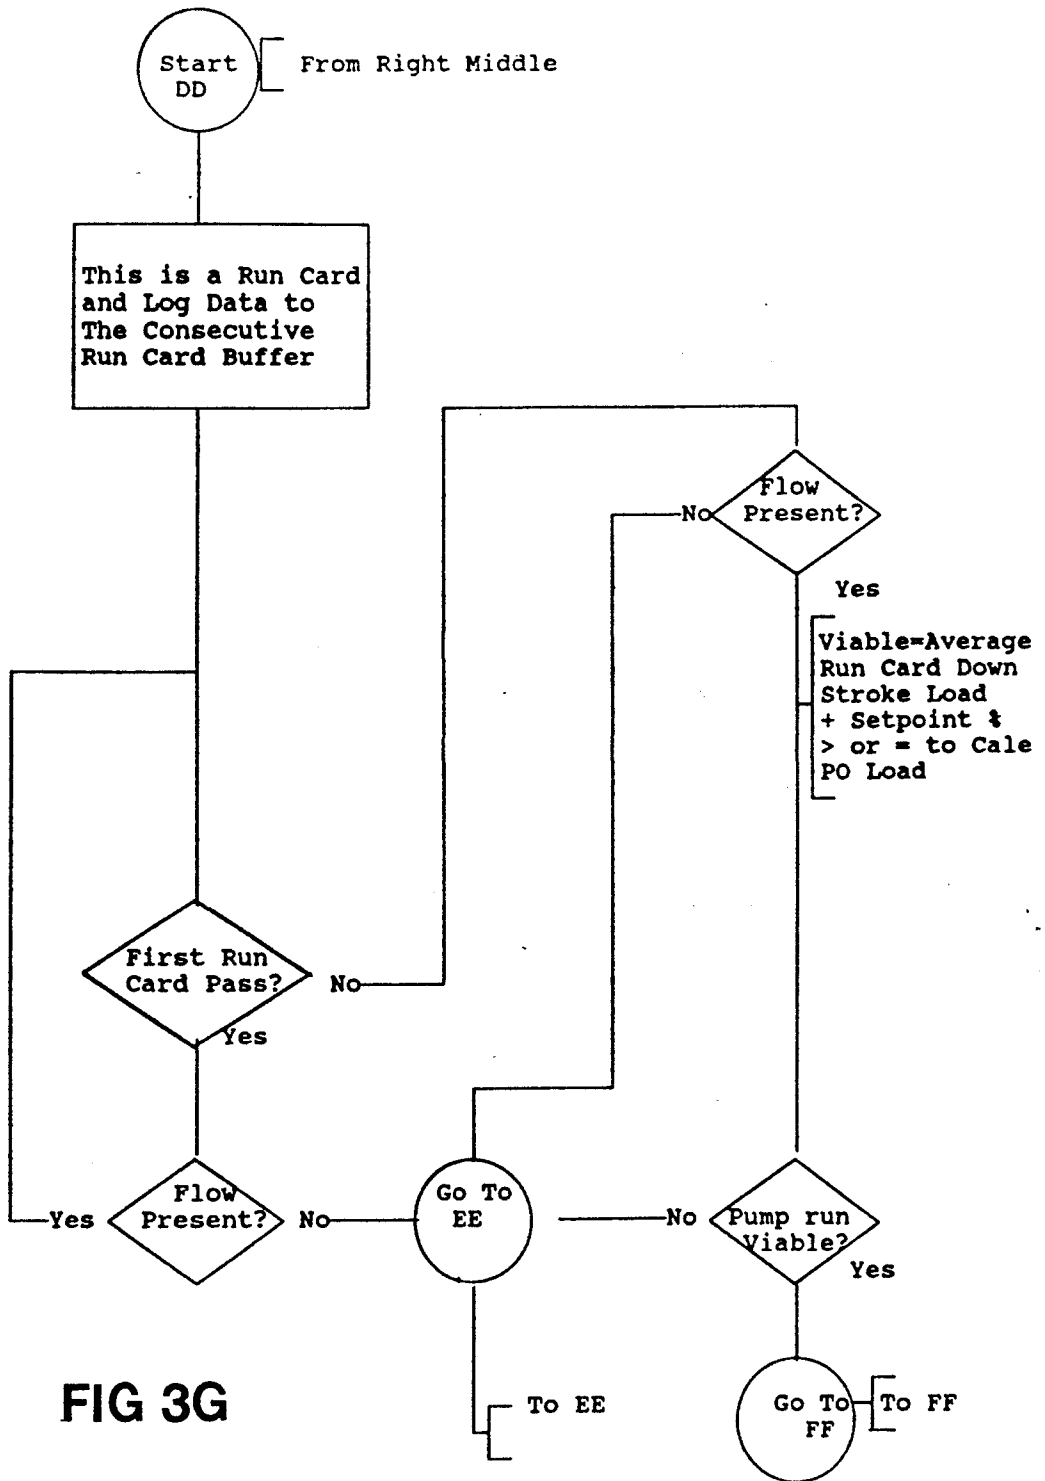 Start
DD
From Right Middle
This is a Run Card
and Log Data to
The Consecutive
Run Card Buffer
Flow
Present?
No
Yes
Viable=Average
Run Card Down
Stroke Load
+ Setpoint %
> or = to Cale
PO Load
First Run
Card Pass?
No
Yes
Flow
Present?
Yes
No
Go To
EE
No
Pump run
Viable?
Yes
To EE
Go To
FF
To FF
FIG 3G